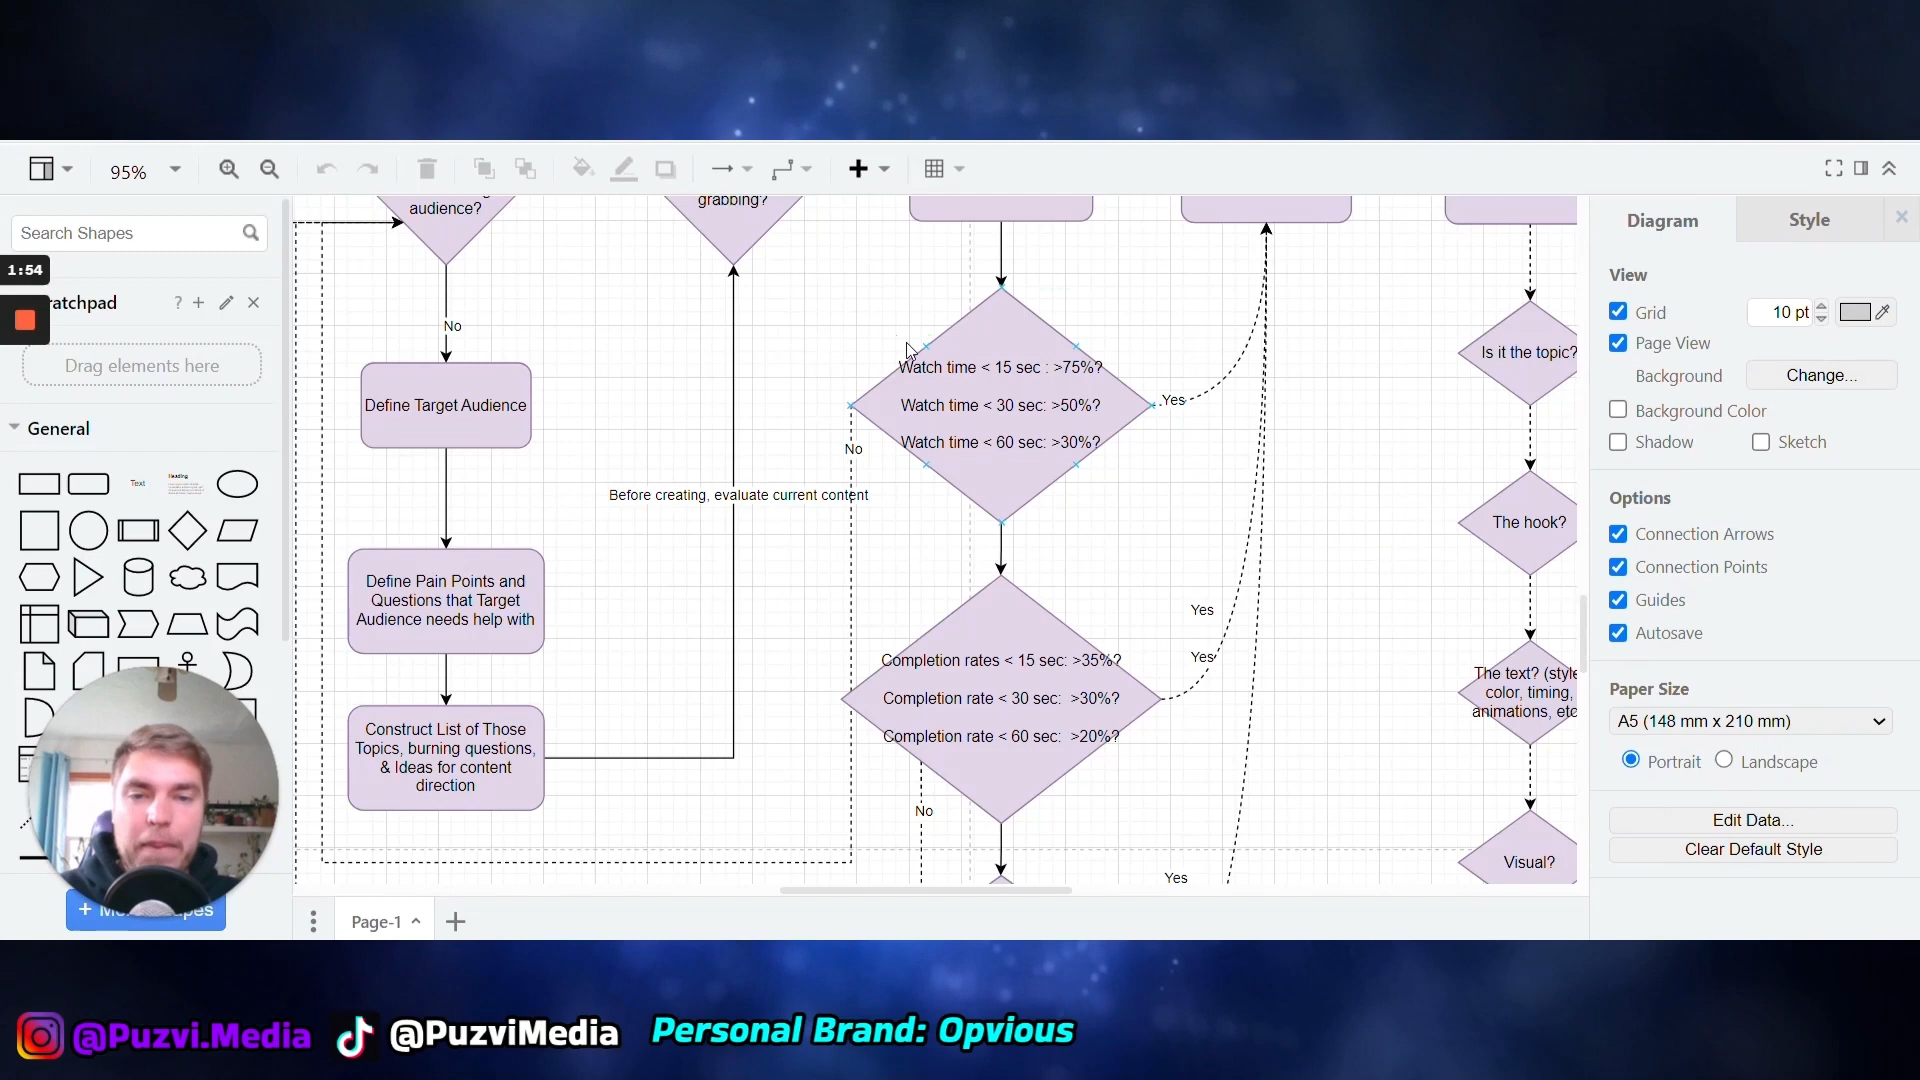 95%
Search Shapes
1:54
ratchpad
?
Drag elements here
General
Text
Heading
audience?
No
Define Target Audience
Define Pain Points and
Questions that Target
Audience needs help with
Construct List of Those
Topics, burning questions,
& Ideas for content
direction
grabbing?
Before creating, evaluate current content
Watch time < 15 sec : >75%?
Watch time < 30 sec: >50%?
Watch time < 60 sec: >30%?
Yes
No
Completion rates < 15 sec: >35%?
Completion rate < 30 sec: >30%?
Completion rate < 60 sec: >20%?
Yes
Yes
No
Yes
Is it the topic?
The hook?
The text? (style
color, timing,
animations, etc
Visual?
Page-1
Diagram
Style
View
Grid
10 pt
Page View
Background
Change...
Background Color
Shadow
Sketch
Options
Connection Arrows
Connection Points
Guides
Autosave
Paper Size
A5 (148 mm x 210 mm)
Portrait
Landscape
Edit Data...
Clear Default Style
@Puzvi.Media
@PuzviMedia
Personal Brand: Opvious